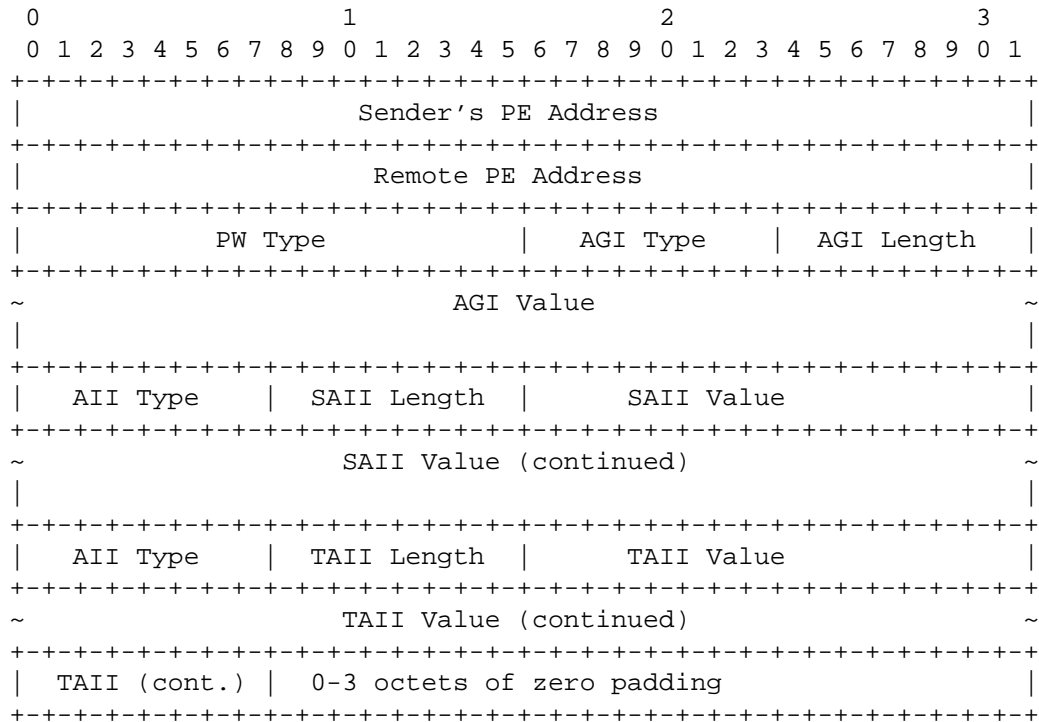 0                   1                   2                   3
 0 1 2 3 4 5 6 7 8 9 0 1 2 3 4 5 6 7 8 9 0 1 2 3 4 5 6 7 8 9 0 1
+-+-+-+-+-+-+-+-+-+-+-+-+-+-+-+-+-+-+-+-+-+-+-+-+-+-+-+-+-+-+-+-+
|                     Sender’s PE Address                       |
+-+-+-+-+-+-+-+-+-+-+-+-+-+-+-+-+-+-+-+-+-+-+-+-+-+-+-+-+-+-+-+-+
|                      Remote PE Address                        |
+-+-+-+-+-+-+-+-+-+-+-+-+-+-+-+-+-+-+-+-+-+-+-+-+-+-+-+-+-+-+-+-+
|            PW Type            |   AGI Type    |  AGI Length   |
+-+-+-+-+-+-+-+-+-+-+-+-+-+-+-+-+-+-+-+-+-+-+-+-+-+-+-+-+-+-+-+-+
~                           AGI Value                           ~
|                                                               |
+-+-+-+-+-+-+-+-+-+-+-+-+-+-+-+-+-+-+-+-+-+-+-+-+-+-+-+-+-+-+-+-+
|   AII Type    |  SAII Length  |      SAII Value               |
+-+-+-+-+-+-+-+-+-+-+-+-+-+-+-+-+-+-+-+-+-+-+-+-+-+-+-+-+-+-+-+-+
~                    SAII Value (continued)                     ~
|                                                               |
+-+-+-+-+-+-+-+-+-+-+-+-+-+-+-+-+-+-+-+-+-+-+-+-+-+-+-+-+-+-+-+-+
|   AII Type    |  TAII Length  |      TAII Value               |
+-+-+-+-+-+-+-+-+-+-+-+-+-+-+-+-+-+-+-+-+-+-+-+-+-+-+-+-+-+-+-+-+
~                    TAII Value (continued)                     ~
+-+-+-+-+-+-+-+-+-+-+-+-+-+-+-+-+-+-+-+-+-+-+-+-+-+-+-+-+-+-+-+-+
|  TAII (cont.) |  0-3 octets of zero padding                   |
+-+-+-+-+-+-+-+-+-+-+-+-+-+-+-+-+-+-+-+-+-+-+-+-+-+-+-+-+-+-+-+-+